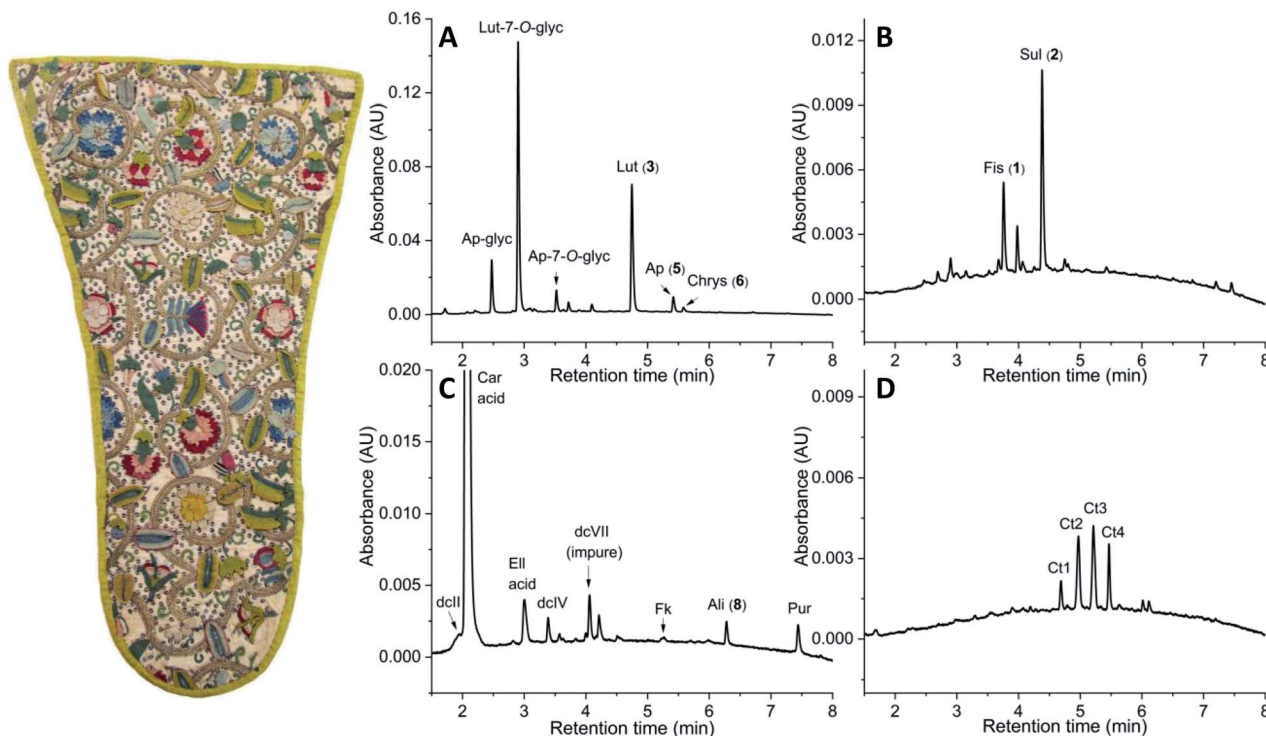 A
0.16
0.12
0.08
0.04
0.00
Absorbance (AU)
Lut-7-O-glyc
Ap-glyc
Ap-7-O-glyc
Lut (3)
Ap (5)
Chrys (6)
2 3 4 5 6 7 8
Retention time (min)
B
0.012
0.009
0.006
0.003
0.000
Absorbance (AU)
Sul (2)
Fis (1)
2 3 4 5 6 7 8
Retention time (min)
C
0.020
0.015
0.010
0.005
0.000
Absorbance (AU)
Car
acid
dcII
Ell
acid
dcIV
dcVII
(impure)
Fk
Ali (8)
Pur
2 3 4 5 6 7 8
Retention time (min)
D
0.009
0.006
0.003
0.000
Absorbance (AU)
Ct1
Ct2
Ct3
Ct4
2 3 4 5 6 7 8
Retention time (min)